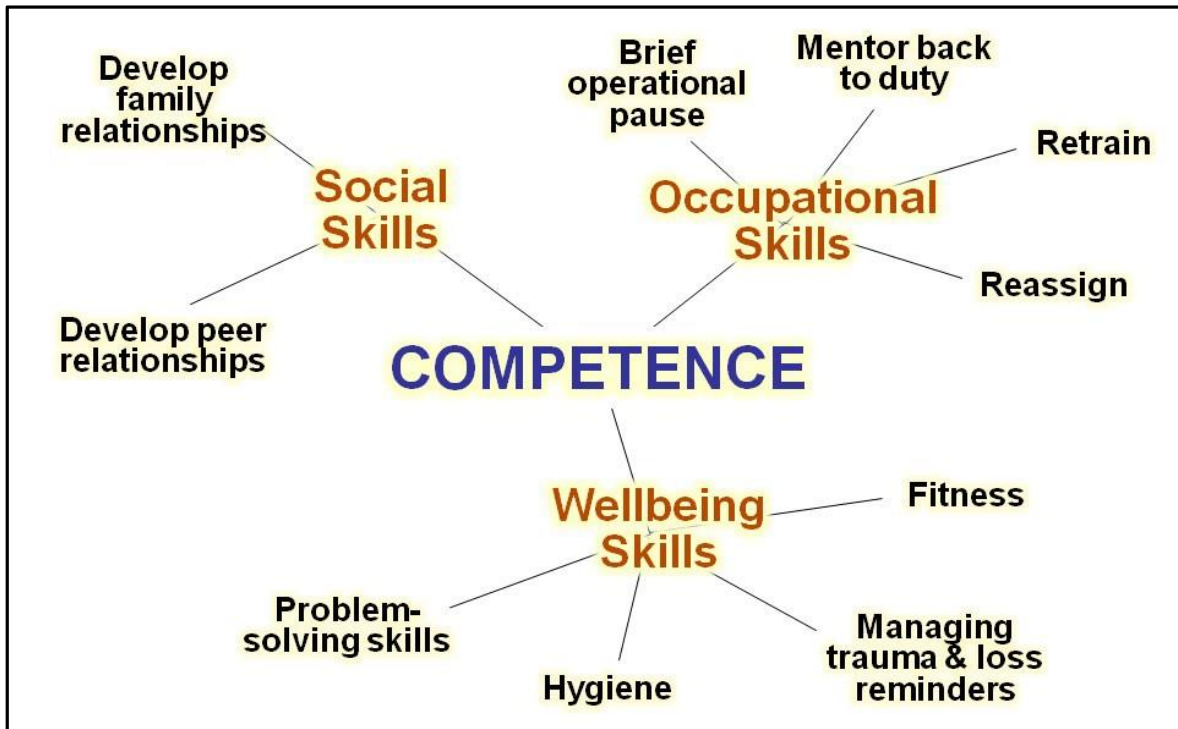 Develop
family
relationships
Social
Skills
Develop peer
relationships
Brief
operational
pause
Mentor back
to duty
Retrain
Occupational
Skills
Reassign
COMPETENCE
Wellbeing
Skills
Fitness
Problem-
solving skills
Hygiene
Managing
trauma & loss
reminders